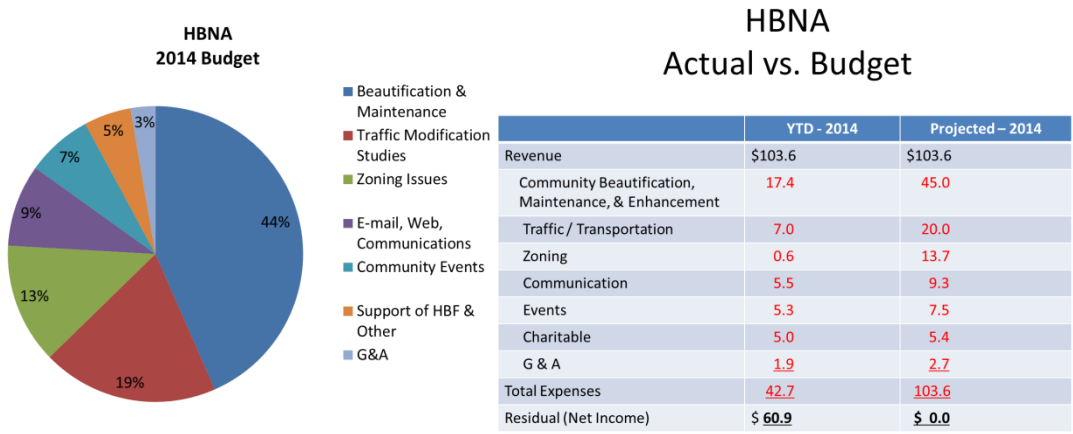 HBNA
2014 Budget
44%
19%
13%
9%
7%
5%
3%
Beautification &
Maintenance
Traffic Modification
Studies
Zoning Issues
E-mail, Web,
Communications
Community Events
Support of HBF &
Other
G&A
HBNA
Actual vs. Budget
YTD - 2014 Projected – 2014
Revenue $103.6 $103.6
Community Beautification, 17.4 45.0
Maintenance, & Enhancement
Traffic / Transportation 7.0 20.0
Zoning 0.6 13.7
Communication 5.5 9.3
Events 5.3 7.5
Charitable 5.0 5.4
G & A 1.9 2.7
Total Expenses 42.7 103.6
Residual (Net Income) $ 60.9 $ 0.0